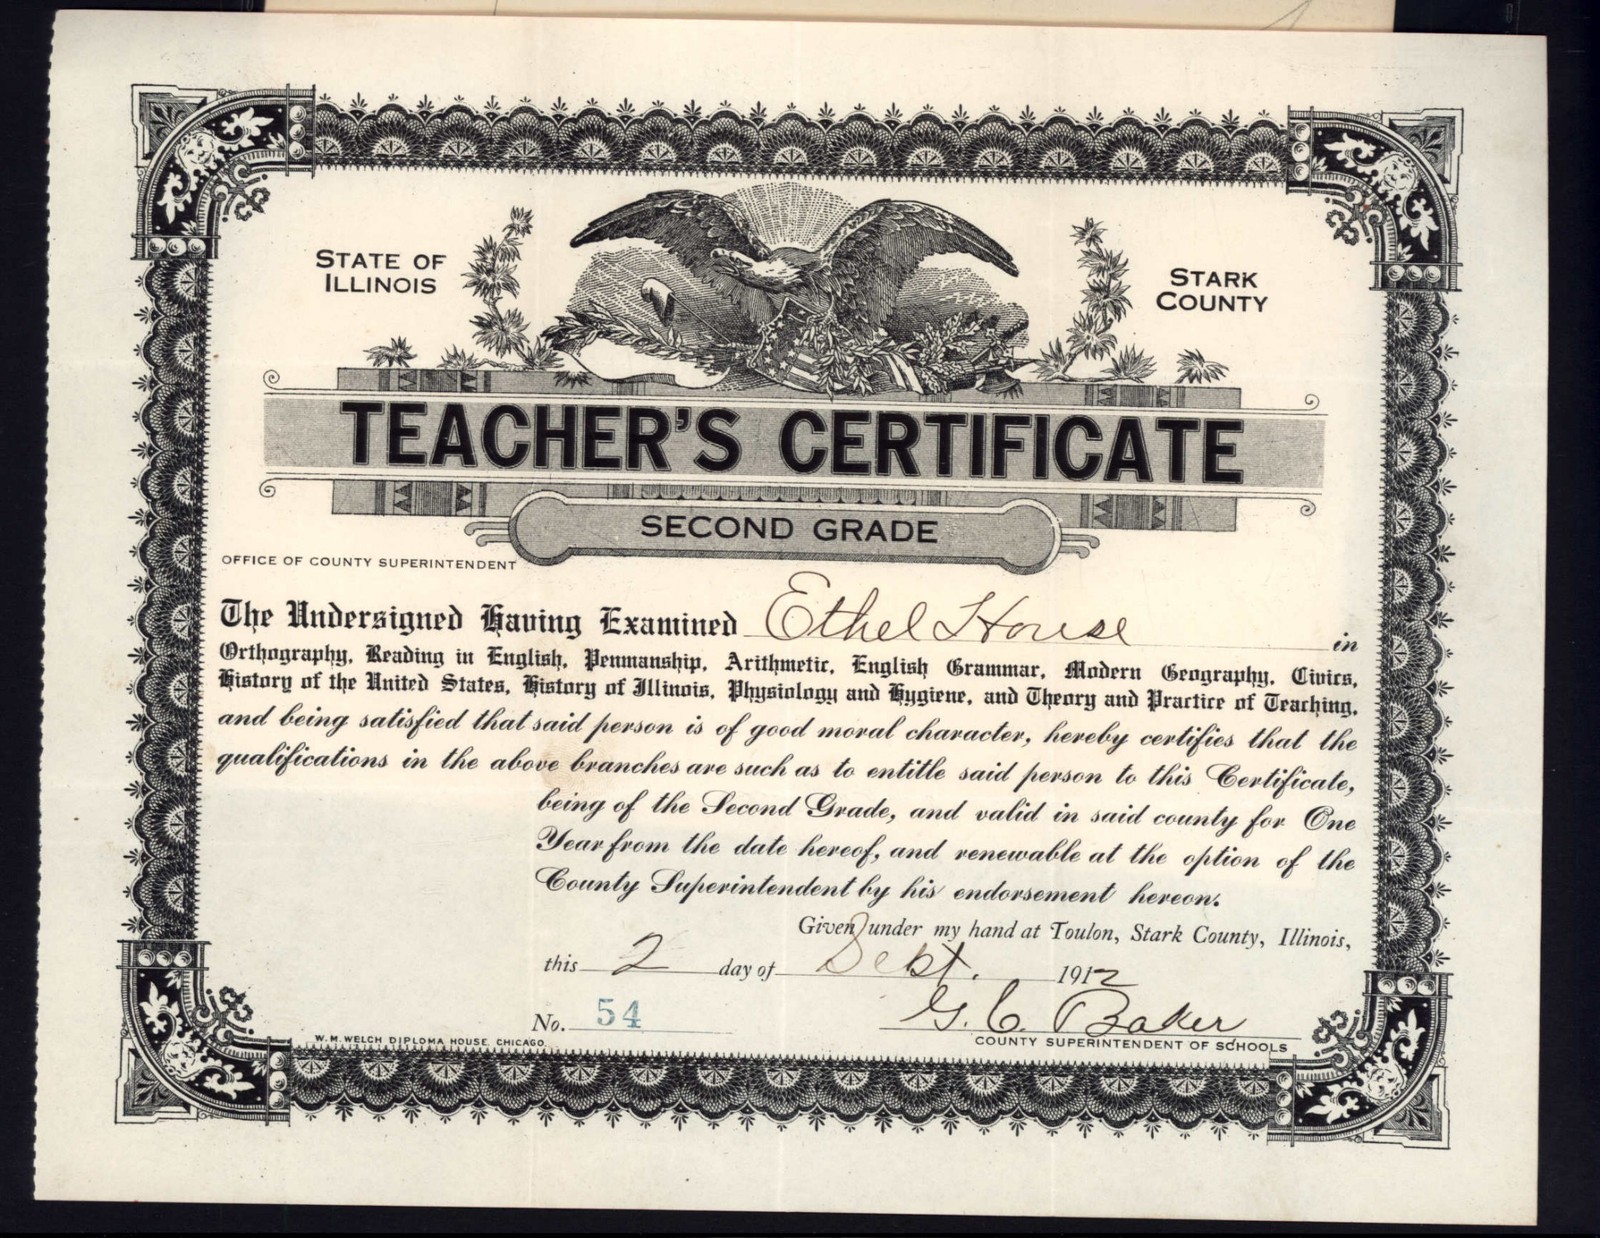 STATE OF
ILLINOIS
STARK
COUNTY
TEACHER'S CERTIFICATE
SECOND GRADE
OFFICE OF COUNTY SUPERINTENDENT
The Undersigned Having Examined Ethel House in
Orthography, Reading in English, Penmanship, Arithmetic, English Grammar, Modern Geography, Civics,
History of the United States, History of Illinois, Physiology and Hygiene, and Theory and Practice of Teaching,
and being satisfied that said person is of good moral character, hereby certifies that the
qualifications in the above branches are such as to entitle said person to this Certificate,
being of the Second Grade, and valid in said county for One
Year from the date hereof, and renewable at the option of the
County Superintendent by his endorsement hereon.
Given under my hand at Toulon, Stark County, Illinois,
this 2 day of Sept. 1912
No. 54
G. C. Baker
COUNTY SUPERINTENDENT OF SCHOOLS
W. M. WELCH DIPLOMA HOUSE, CHICAGO.